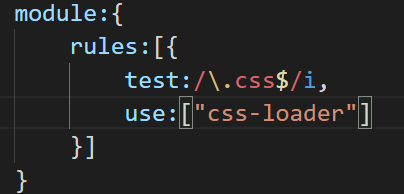 module:{
    rules:[{
        test:/\.css$/i,
        use:["css-loader"]
    }]
}